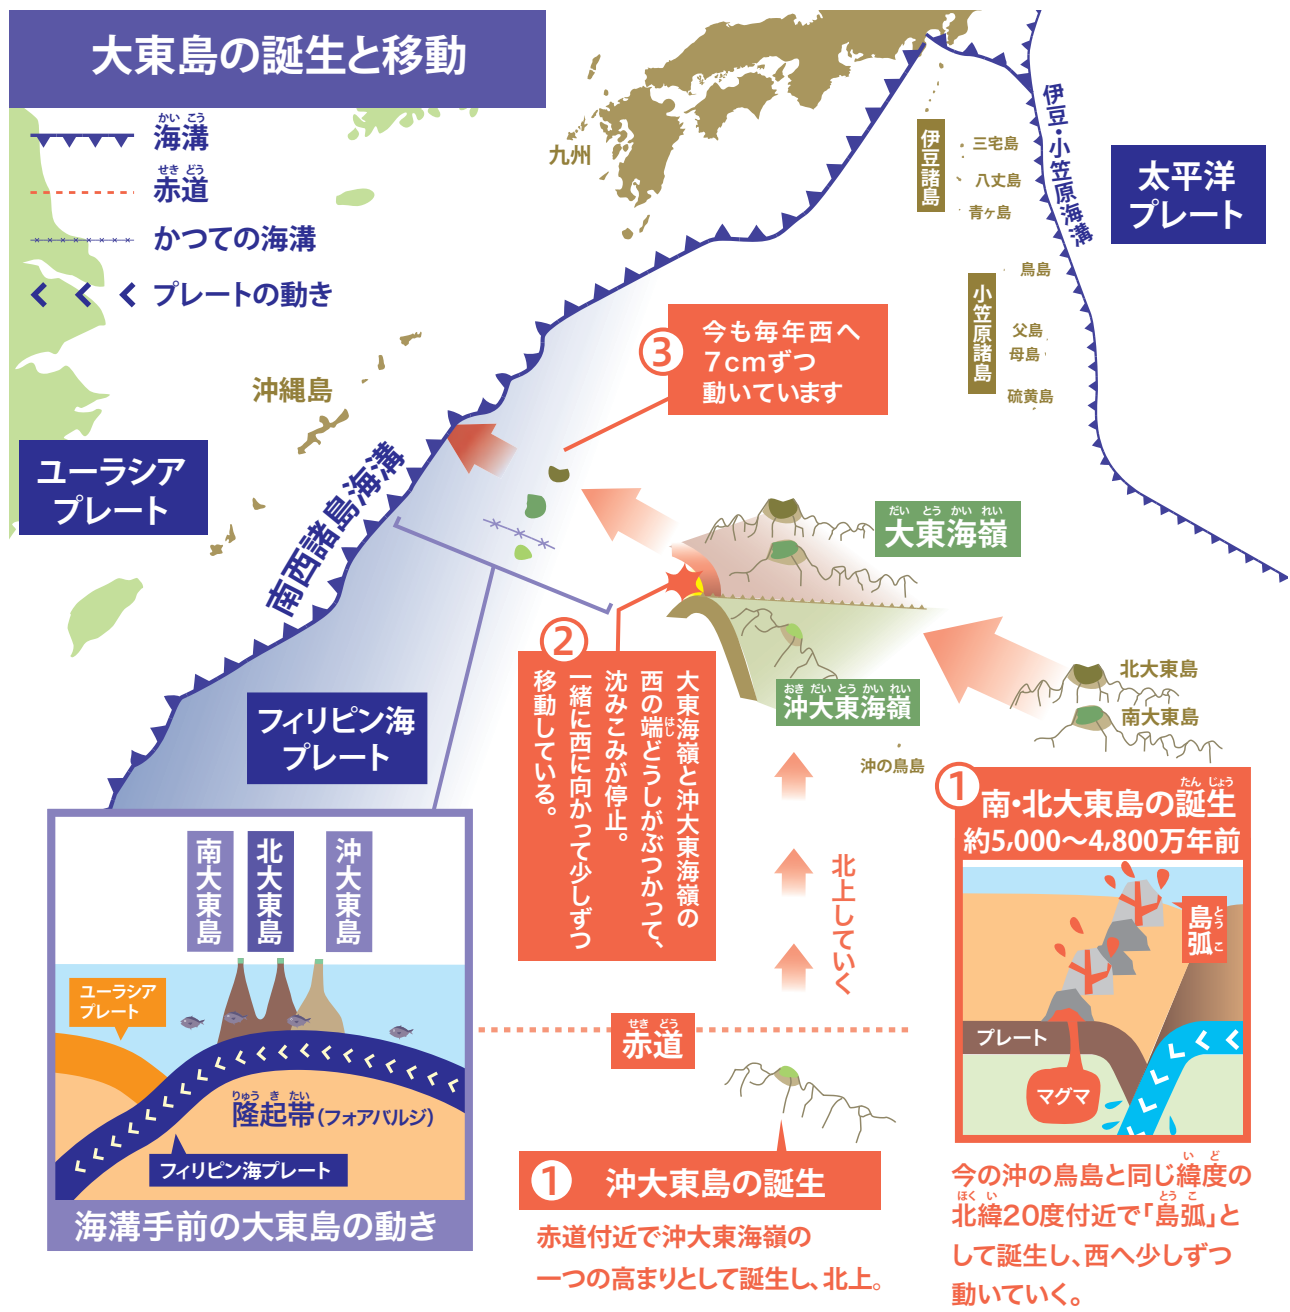 大東島の誕生と移動
かいこう
海溝
せきどう
赤道
かつての海溝
プレートの動き
九州
沖縄島
ユーラシア
プレート
南西諸島海溝
フィリピン海
プレート
伊豆諸島
三宅島
八丈島
青ヶ島
鳥島
小笠原諸島
父島
母島
硫黄島
伊豆・小笠原海溝
太平洋
プレート
3
今も毎年西へ
7cmずつ
動いています
だいとうかいれい
大東海嶺
おきだいとうかいれい
沖大東海嶺
北大東島
南大東島
沖の鳥島
2
大東海嶺と沖大東海嶺の
西の端どうしがぶつかって、
はし
沈みこみが停止。
一緒に西に向かって少しずつ
移動している。
北上していく
せきどう
赤道
1
沖大東島の誕生
赤道付近で沖大東海嶺の
一つの高まりとして誕生し、北上。
1
たんじょう
南・北大東島の誕生
約5,000〜4,800万年前
島弧
とうこ
プレート
マグマ
いど
今の沖の鳥島と同じ緯度の
ほくい とうこ
北緯20度付近で「島弧」と
して誕生し、西へ少しずつ
動いていく。
南大東島
北大東島
沖大東島
ユーラシア
プレート
りゅうきたい
隆起帯(フォアバルジ)
フィリピン海プレート
海溝手前の大東島の動き